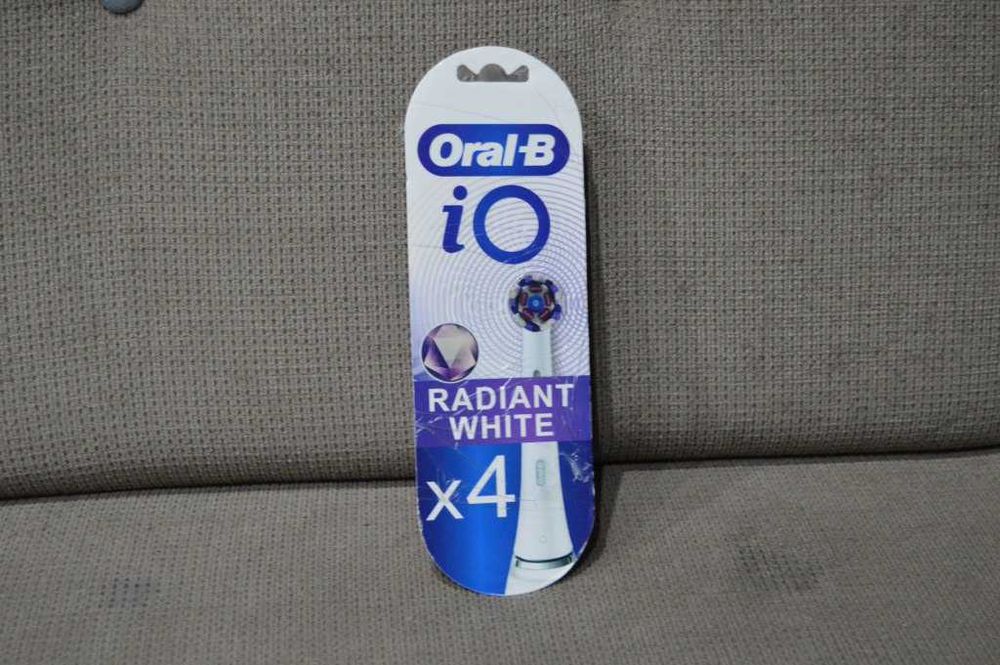 Oral-B
iO
RADIANT
WHITE
x4